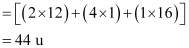 =[(2×12)+(4×1)+(1×16)]
=44 u